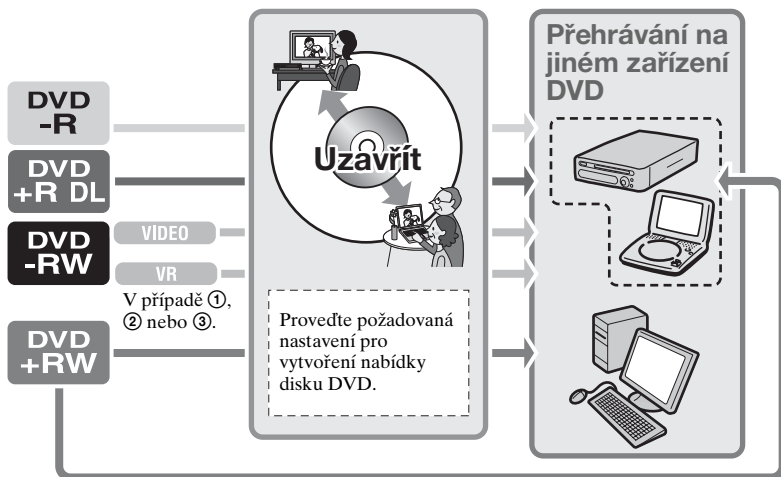 DVD
-R
DVD
+R DL
DVD
-RW
VIDEO
VR
V případě ①,
② nebo ③.
DVD
+RW
Uzavřít
Proveďte požadovaná
nastavení pro
vytvoření nabídky
disku DVD.
Přehrávání na
jiném zařízení
DVD